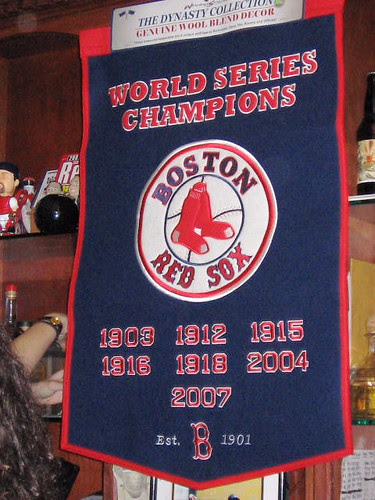 THE DYNASTY COLLECTION
GENUINE WOOL BLEND DECOR
WORLD SERIES
CHAMPIONS
BOSTON
RED SOX
1903 1912 1915
1916 1918 2004
2007
Est. B 1901